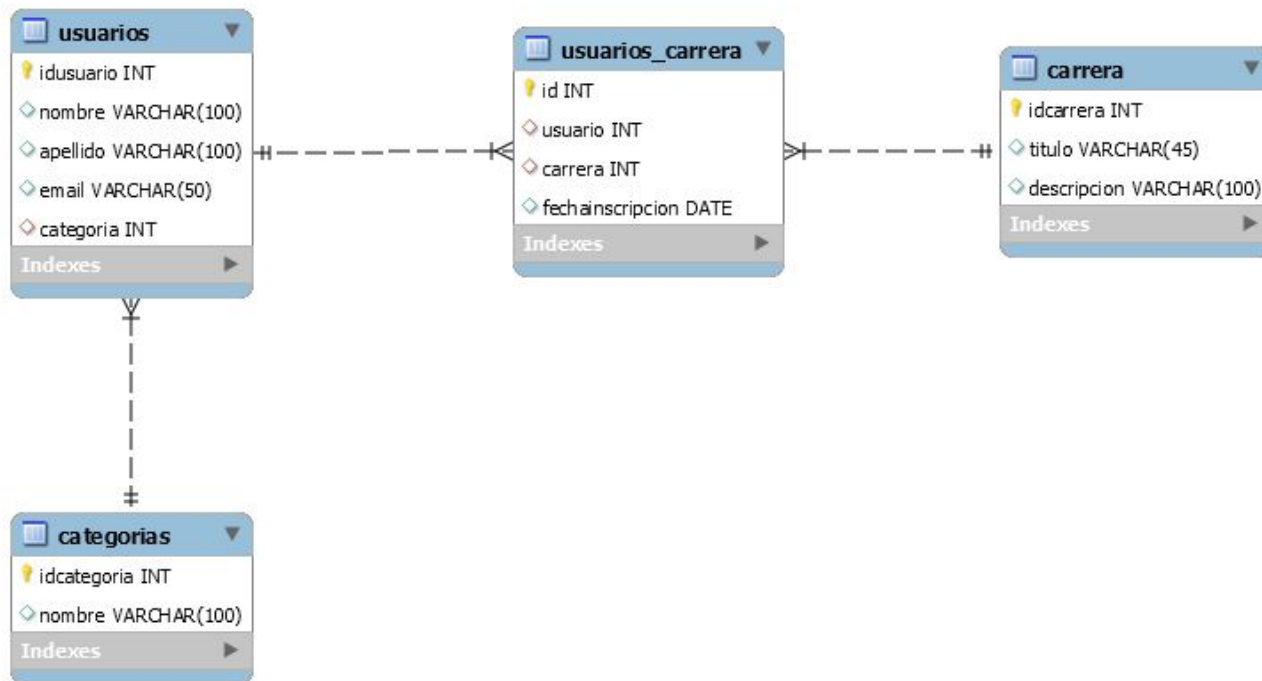 usuarios
idusuario INT
nombre VARCHAR(100)
apellido VARCHAR(100)
email VARCHAR(50)
categoria INT
Indexes
usuarios_carrera
id INT
usuario INT
carrera INT
fechainscripcion DATE
Indexes
carrera
idcarrera INT
titulo VARCHAR(45)
descripcion VARCHAR(100)
Indexes
categorias
idcategoria INT
nombre VARCHAR(100)
Indexes